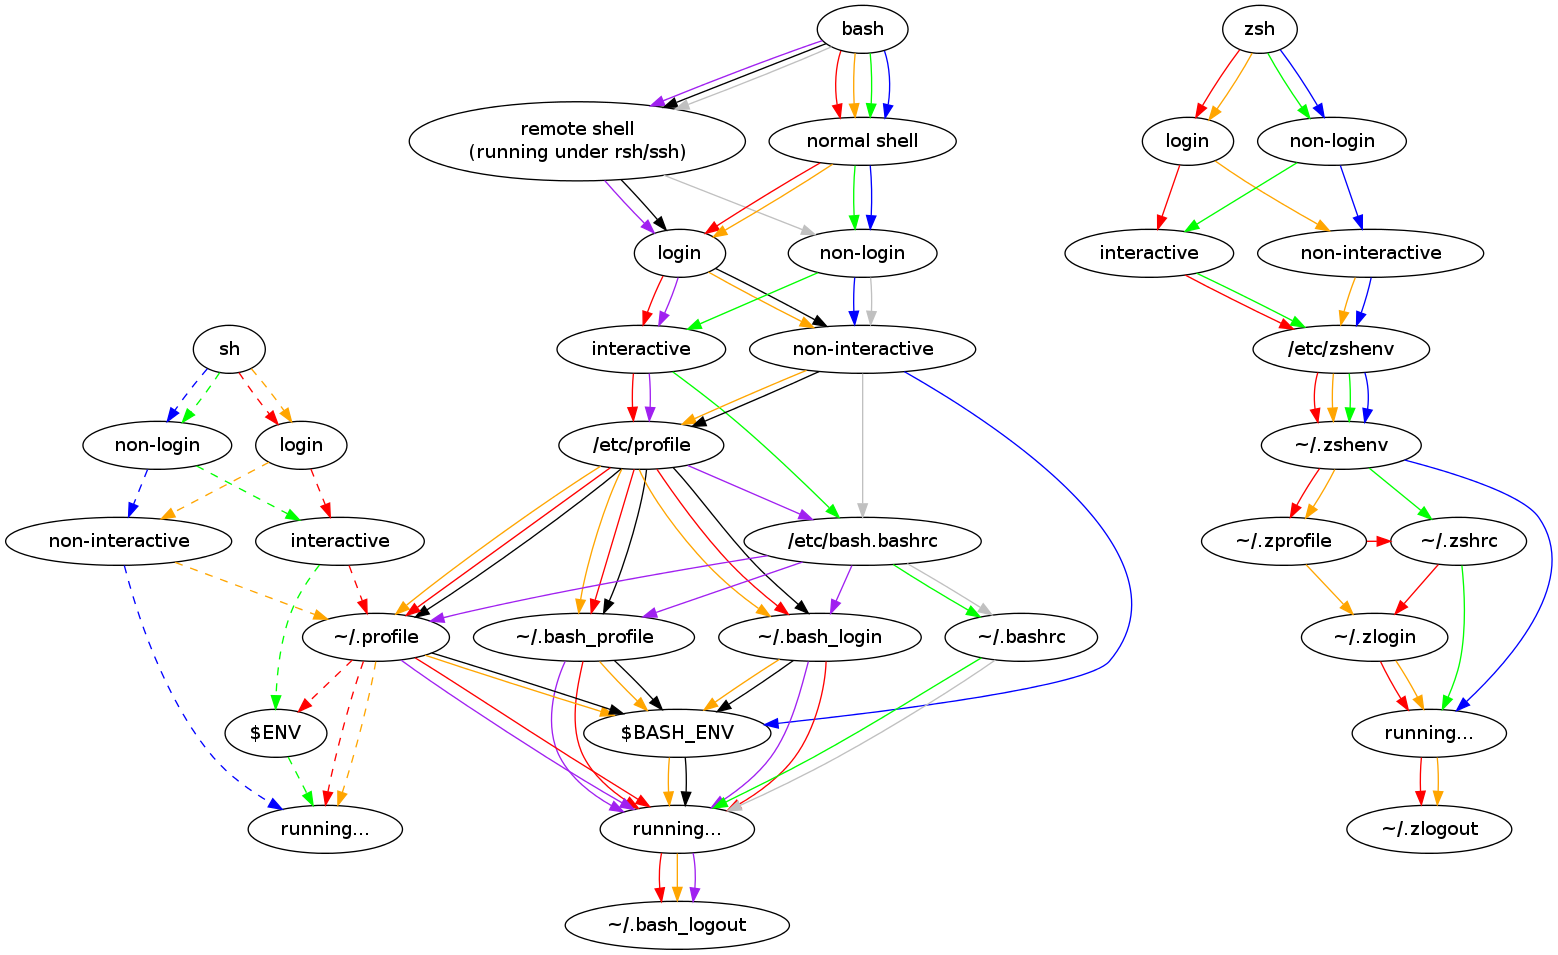 bash
zsh
remote shell
(running under rsh/ssh)
normal shell
login
non-login
login
non-login
interactive
non-interactive
sh
interactive
non-interactive
/etc/zshenv
non-login
login
/etc/profile
~/.zshenv
non-interactive
interactive
/etc/bash.bashrc
~/.zprofile
~/.zshrc
~/.profile
~/.bash_profile
~/.bash_login
~/.bashrc
~/.zlogin
$ENV
$BASH_ENV
running...
running...
running...
~/.zlogout
~/.bash_logout